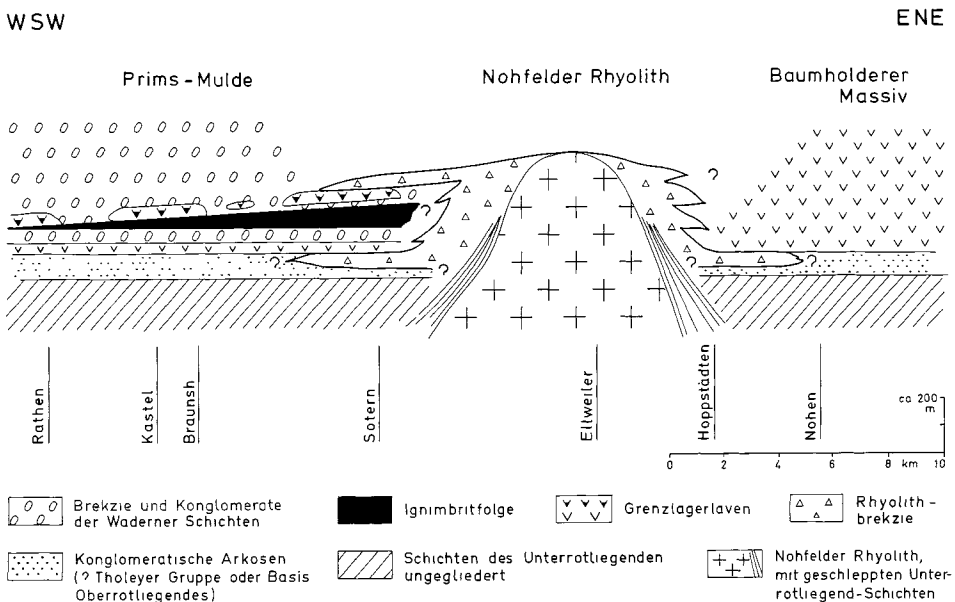 WSW
ENE
Prims-Mulde
Nohfelder Rhyolith
Baumholderer
Massiv
?
?
?
?
?
?
Rathen
Kastel
Braunsh
Sotern
Ellweiler
Hoppstädten
Nohen
ca 200
m
0 2 4 6 8 10
km
Brekzie und Konglomerate
der Waderner Schichten
Ignimbritfolge
Grenzlagerlaven
Rhyolith-
brekzie
Konglomeratische Arkosen
(? Tholeyer Gruppe oder Basis
Oberrotliegendes)
Schichten des Unterrotliegenden
ungegliedert
Nohfelder Rhyolith,
mit geschleppten Unter-
rotliegend-Schichten